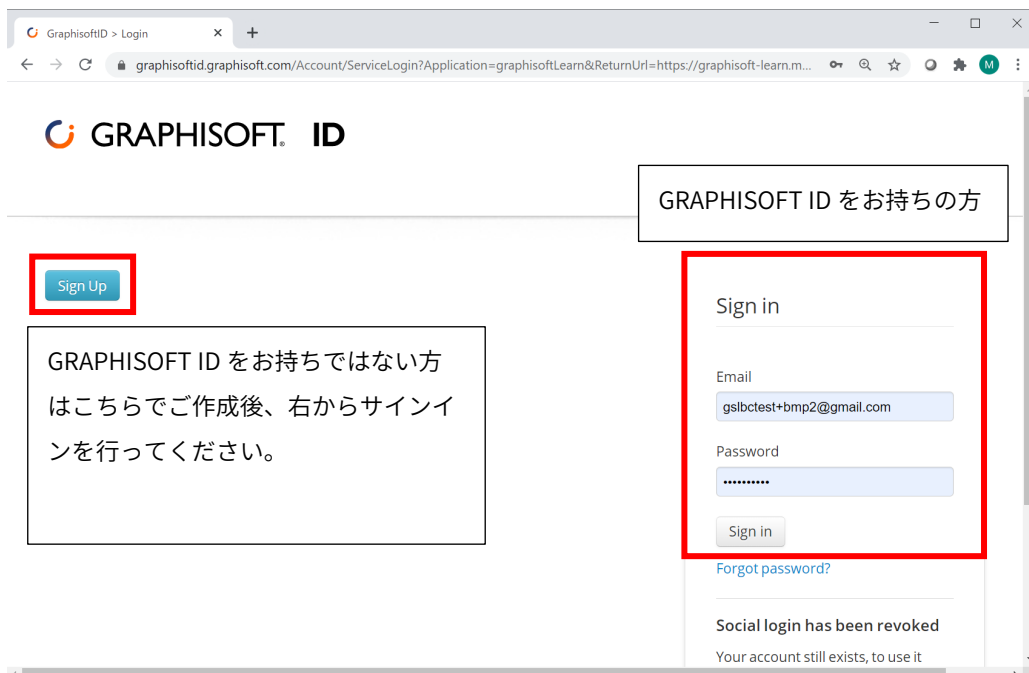 GraphisoftID > Login
graphisoftid.graphisoft.com/Account/ServiceLogin?Application=graphisoftLearn&ReturnUrl=https://graphisoft-learn.m...
M
GRAPHISOFT® ID
GRAPHISOFT ID をお持ちの方
Sign Up
GRAPHISOFT ID をお持ちではない方
はこちらでご作成後、右からサインイ
ンを行ってください。
Sign in
Email
gslbctest+bmp2@gmail.com
Password
••••••••••
Sign in
Forgot password?
Social login has been revoked
Your account still exists, to use it